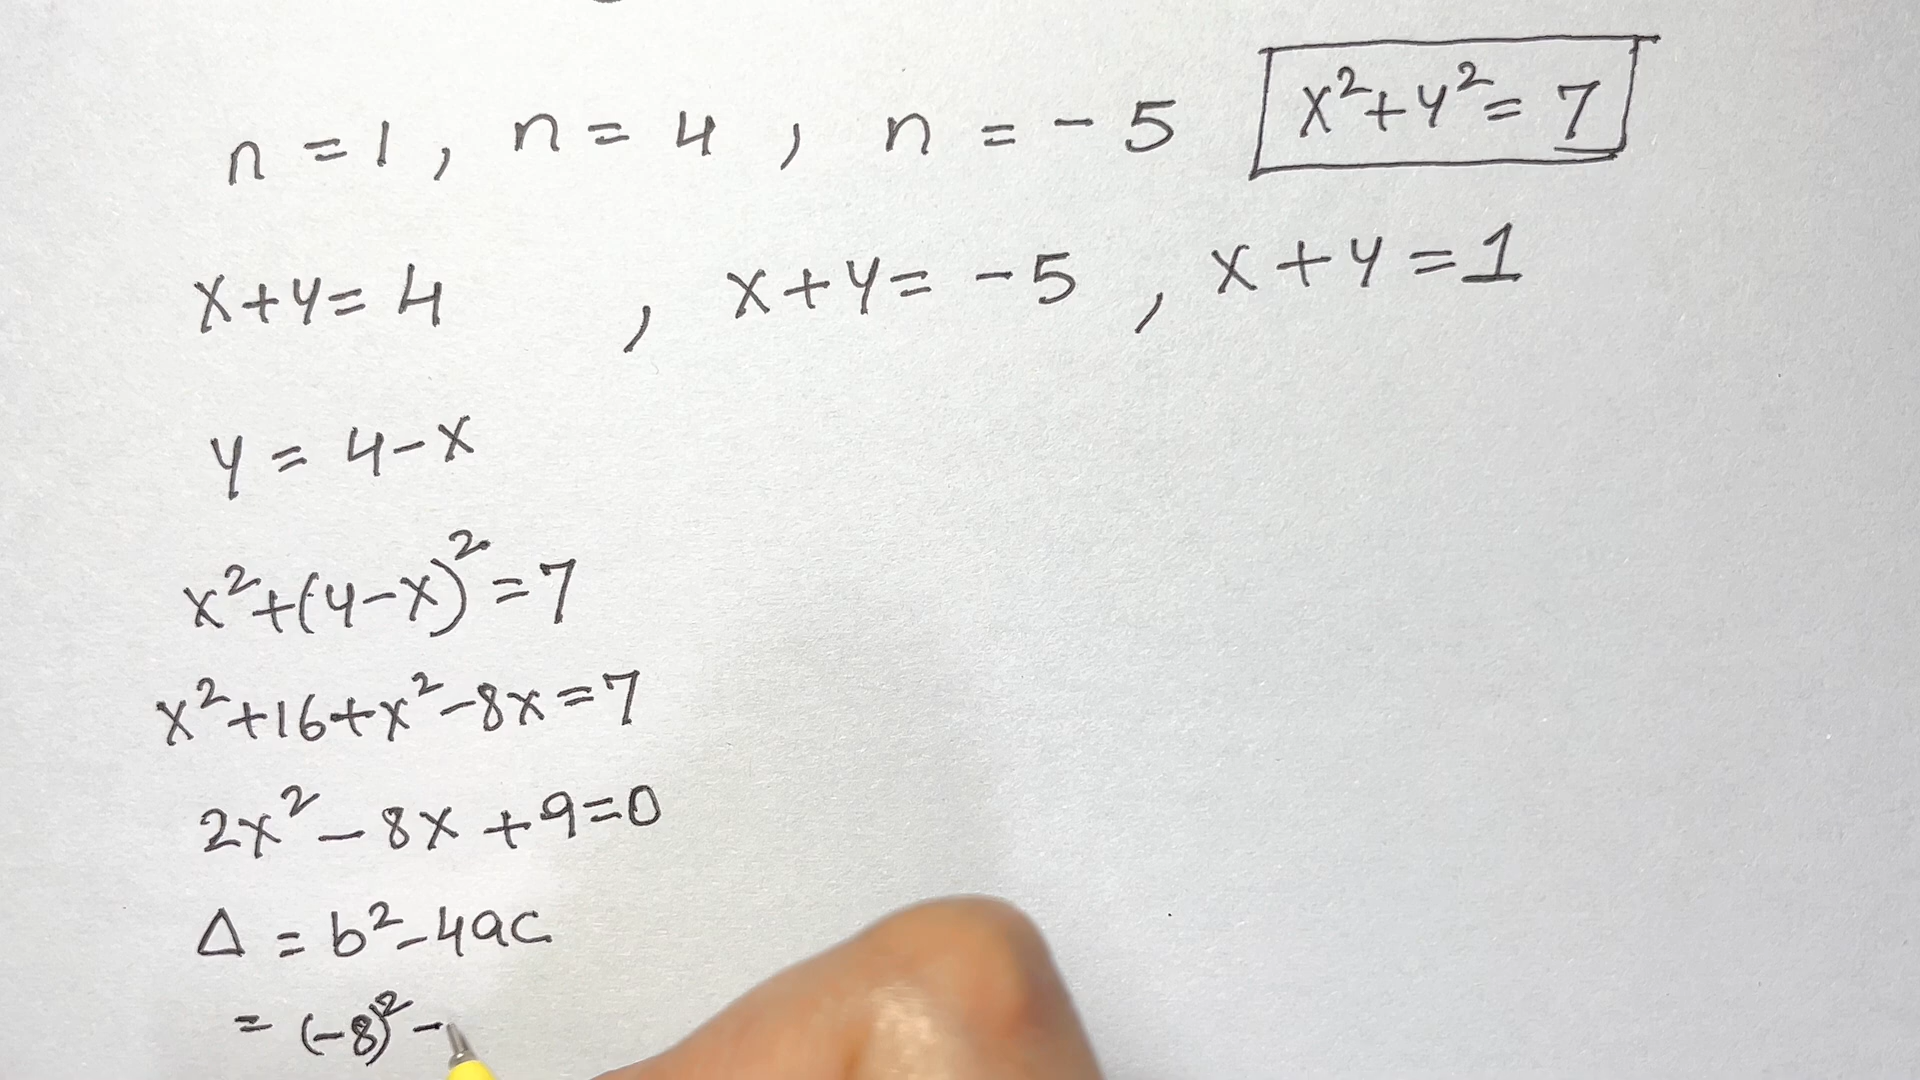 n = 1, n = 4, n = -5 x²+y²= 7
x+y= 4 , x+y= -5 , x+y=1
y = 4-x
x²+(4-x)²=7
x²+16+x²-8x=7
2x²-8x+9=0
Δ = b²-4ac
= (-8)²-